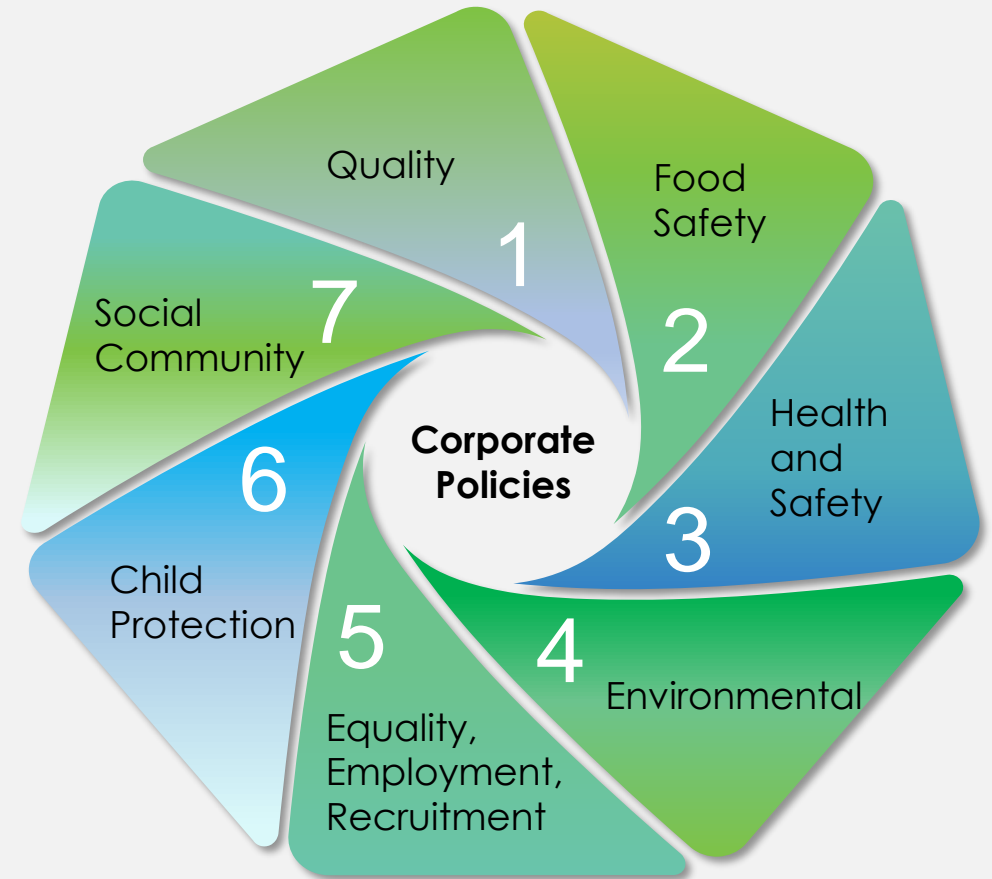 Corporate
Policies
1
Quality
2
Food
Safety
3
Health
and
Safety
4
Environmental
5
Equality,
Employment,
Recruitment
6
Child
Protection
7
Social
Community